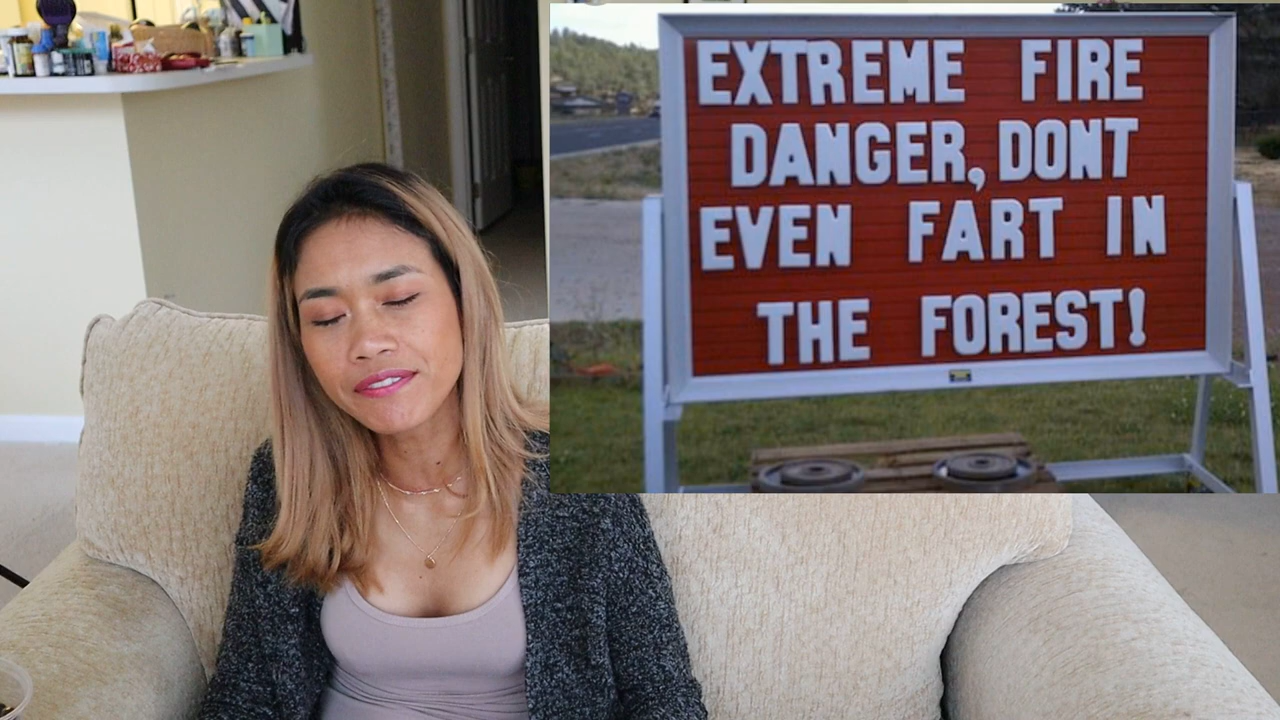 EXTREME FIRE
DANGER, DONT
EVEN FART IN
THE FOREST!